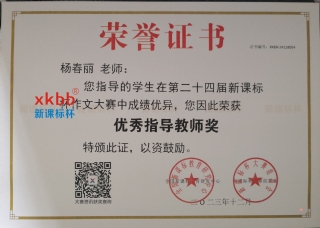 荣誉证书
杨春丽 老师：
您指导的学生在第二十四届新课标
杯作文大赛中成绩优异，您因此荣获
xkbb
新课标杯
优秀指导教师奖
特颁此证，以资鼓励。
二〇二三年十二月